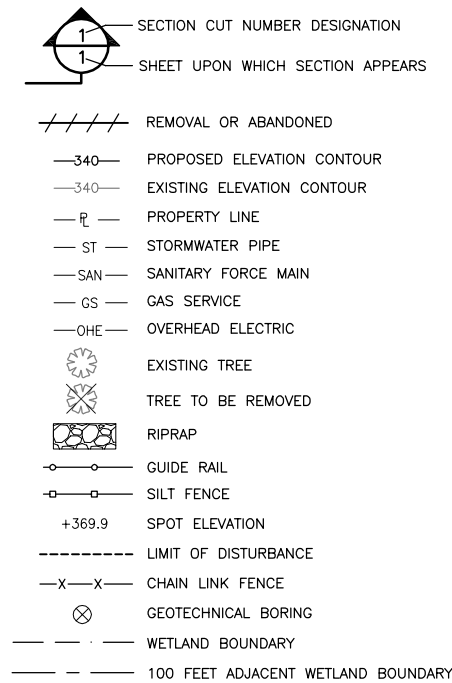 1 SECTION CUT NUMBER DESIGNATION
1 SHEET UPON WHICH SECTION APPEARS
REMOVAL OR ABANDONED
340 PROPOSED ELEVATION CONTOUR
340 EXISTING ELEVATION CONTOUR
PL PROPERTY LINE
ST STORMWATER PIPE
SAN SANITARY FORCE MAIN
GS GAS SERVICE
OHE OVERHEAD ELECTRIC
EXISTING TREE
TREE TO BE REMOVED
RIPRAP
GUIDE RAIL
SILT FENCE
+369.9 SPOT ELEVATION
LIMIT OF DISTURBANCE
X X CHAIN LINK FENCE
GEOTECHNICAL BORING
WETLAND BOUNDARY
100 FEET ADJACENT WETLAND BOUNDARY